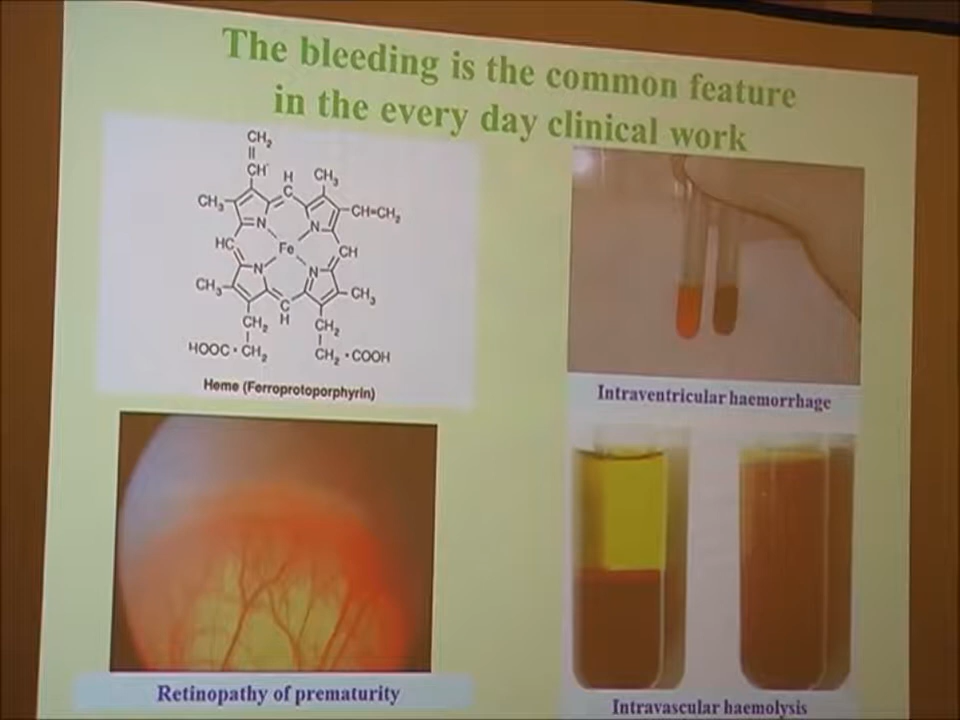 The bleeding is the common feature
in the every day clinical work
CH₂
CH
H
CH₃
CH₃
CH=CH₂
N
N
HC
Fe
CH
N
N
CH₃
CH₃
C
H
CH₂
CH₂
HOOC·CH₂
CH₂·COOH
Heme (Ferroprotoporphyrin)
Intraventricular haemorrhage
Retinopathy of prematurity
Intravascular haemolysis